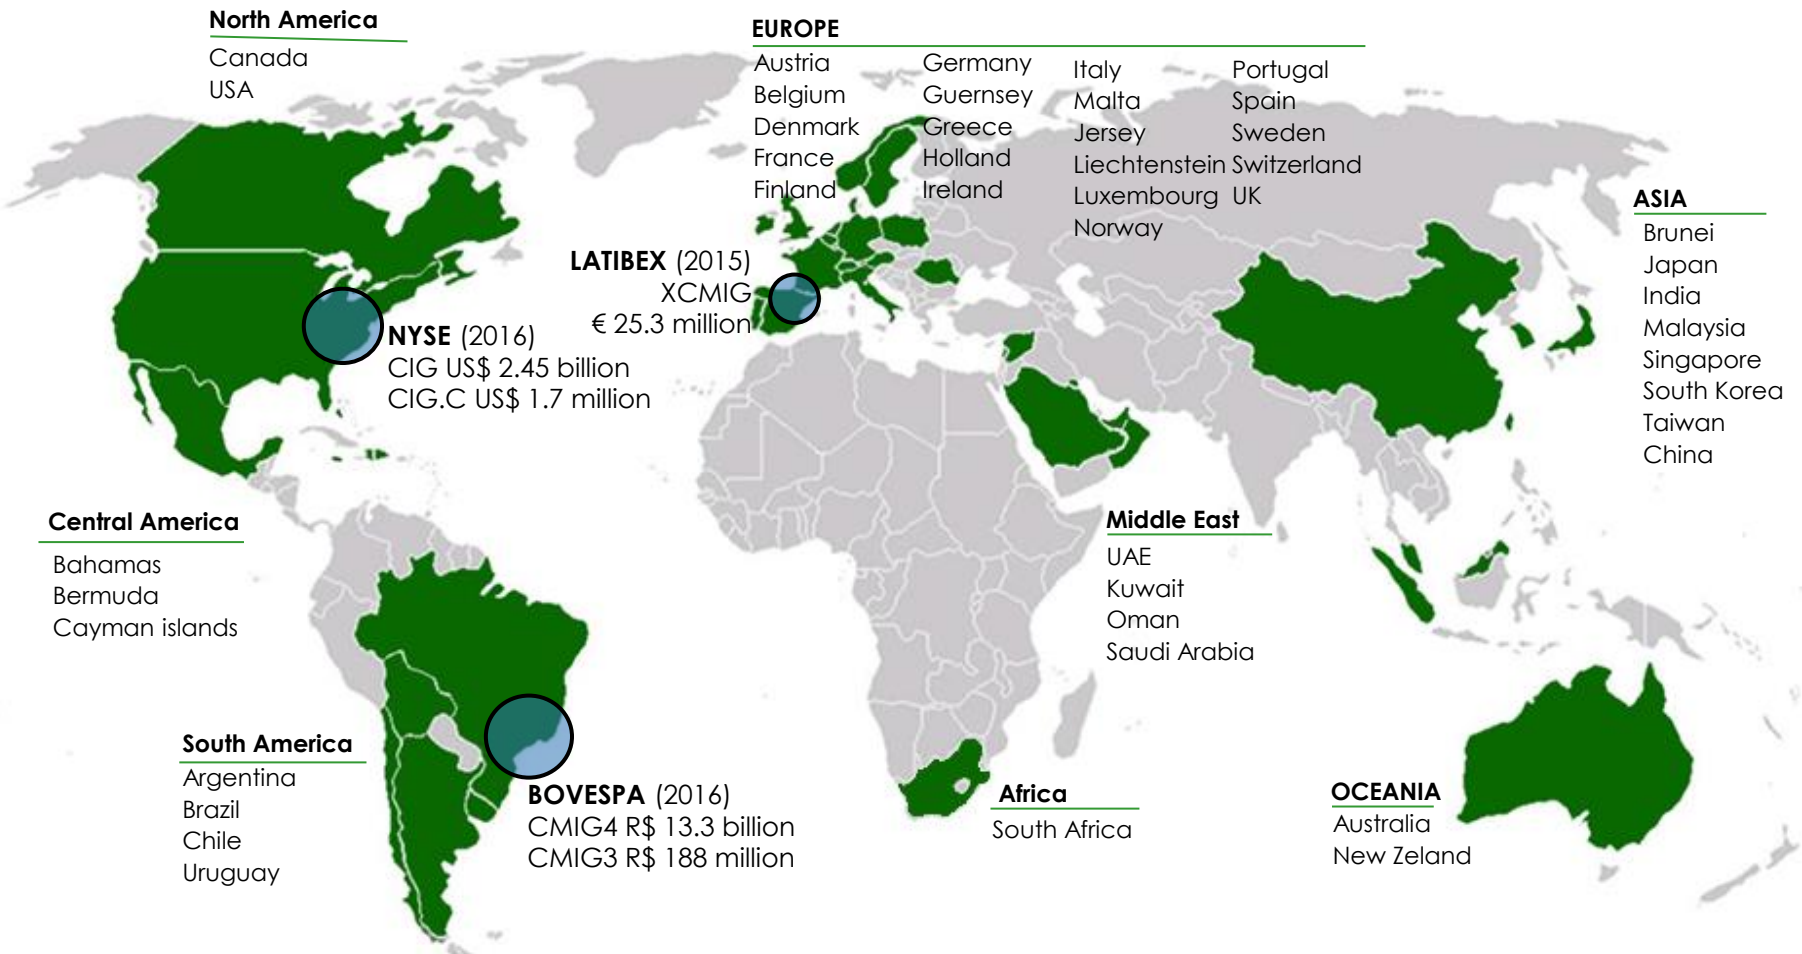 North America
Canada
USA
EUROPE
Austria
Belgium
Denmark
France
Finland
Germany
Guernsey
Greece
Holland
Ireland
Italy
Malta
Jersey
Liechtenstein
Luxembourg
Norway
Portugal
Spain
Sweden
Switzerland
UK
ASIA
Brunei
Japan
India
Malaysia
Singapore
South Korea
Taiwan
China
LATIBEX (2015)
XCMIG
€ 25.3 million
NYSE (2016)
CIG US$ 2.45 billion
CIG.C US$ 1.7 million
Central America
Bahamas
Bermuda
Cayman islands
Middle East
UAE
Kuwait
Oman
Saudi Arabia
South America
Argentina
Brazil
Chile
Uruguay
BOVESPA (2016)
CMIG4 R$ 13.3 billion
CMIG3 R$ 188 million
Africa
South Africa
OCEANIA
Australia
New Zeland